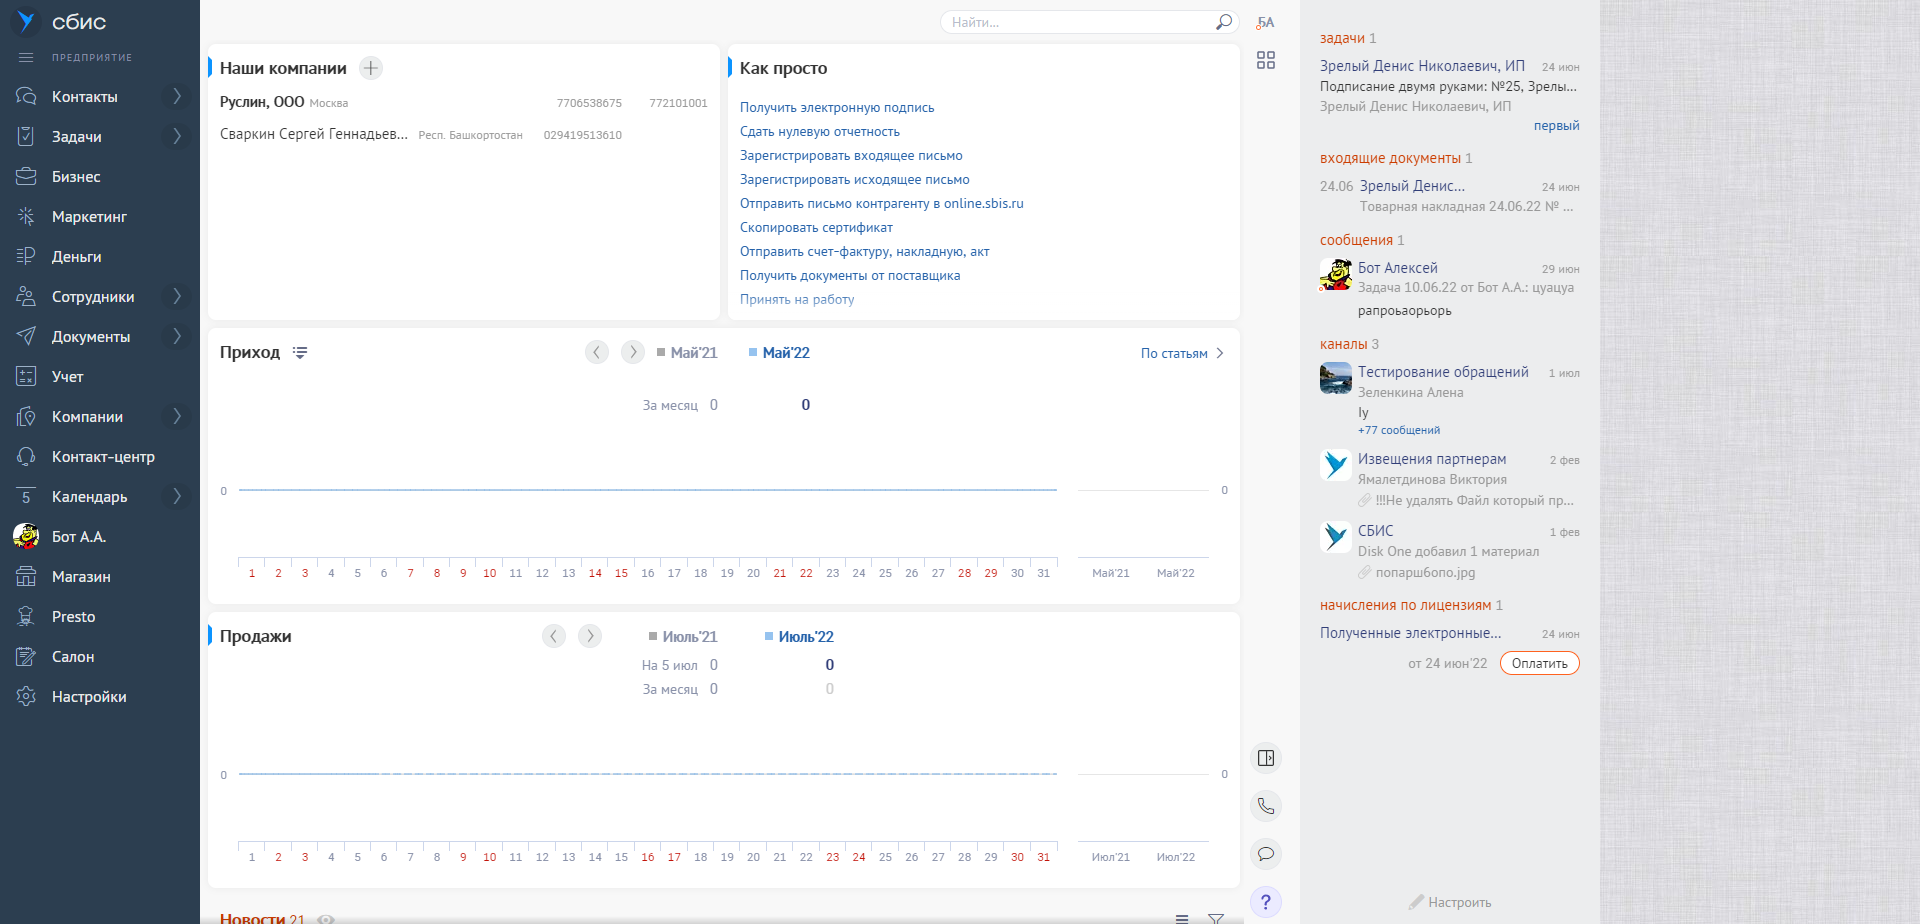 сбис
ПРЕДПРИЯТИЕ
Контакты
Задачи
Бизнес
Маркетинг
Деньги
Сотрудники
Документы
Учет
Компании
Контакт-центр
5 Календарь
Бот А.А.
Магазин
Presto
Салон
Настройки
Найти...
БА
Наши компании
Руслин, ООО Москва 7706538675 772101001
Сваркин Сергей Геннадьев... Респ. Башкортостан 029419513610
Как просто
Получить электронную подпись
Сдать нулевую отчетность
Зарегистрировать входящее письмо
Зарегистрировать исходящее письмо
Отправить письмо контрагенту в online.sbis.ru
Скопировать сертификат
Отправить счет-фактуру, накладную, акт
Получить документы от поставщика
Принять на работу
Приход Май'21 Май'22 По статьям
За месяц 0 0
0 0
1 2 3 4 5 6 7 8 9 10 11 12 13 14 15 16 17 18 19 20 21 22 23 24 25 26 27 28 29 30 31 Май'21 Май'22
Продажи Июль'21 Июль'22
На 5 июл 0 0
За месяц 0 0
0 0
1 2 3 4 5 6 7 8 9 10 11 12 13 14 15 16 17 18 19 20 21 22 23 24 25 26 27 28 29 30 31 Июл'21 Июл'22
Новости 21
?
задачи 1
Зрелый Денис Николаевич, ИП 24 июн
Подписание двумя руками: №25, Зрелы...
Зрелый Денис Николаевич, ИП
первый
входящие документы 1
24.06 Зрелый Денис... 24 июн
Товарная накладная 24.06.22 № ...
сообщения 1
Бот Алексей 29 июн
Задача 10.06.22 от Бот А.А.: цуацуа
рапроьаорьорь
каналы 3
Тестирование обращений 1 июл
Зеленкина Алена
Iy
+77 сообщений
Извещения партнерам 2 фев
Ямалетдинова Виктория
!!!Не удалять Файл который пр...
СБИС 1 фев
Disk One добавил 1 материал
попарш6опо.jpg
начисления по лицензиям 1
Полученные электронные... 24 июн
от 24 июн'22 Оплатить
Настроить